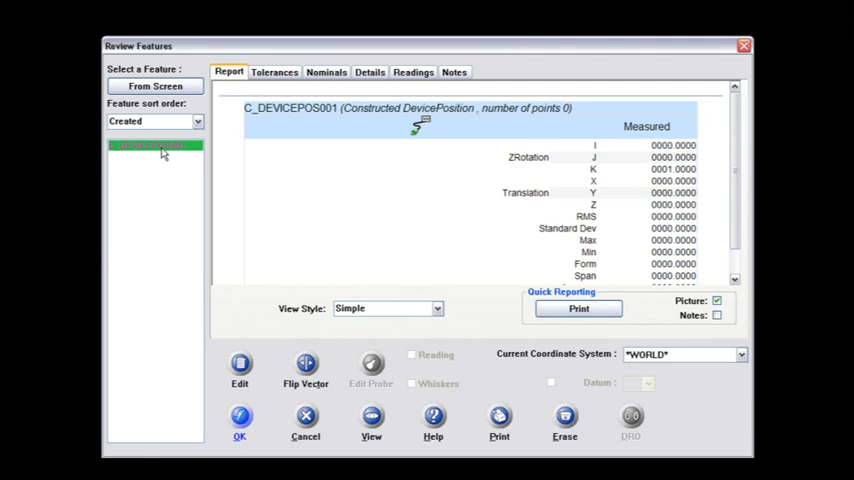 Review Features
Select a Feature :
From Screen
Feature sort order:
Created
Report Tolerances Nominals Details Readings Notes
C_DEVICEPOS001 (Constructed DevicePosition , number of points 0)
Measured
I 0000.0000
ZRotation J 0000.0000
K 0001.0000
X 0000.0000
Translation Y 0000.0000
Z 0000.0000
RMS 0000.0000
Standard Dev 0000.0000
Max 0000.0000
Min 0000.0000
Form 0000.0000
Span 0000.0000
View Style: Simple
Quick Reporting
Print
Picture:
Notes:
Current Coordinate System : *WORLD*
Edit Flip Vector Edit Probe Reading Whiskers Datum :
OK Cancel View Help Print Erase DRO